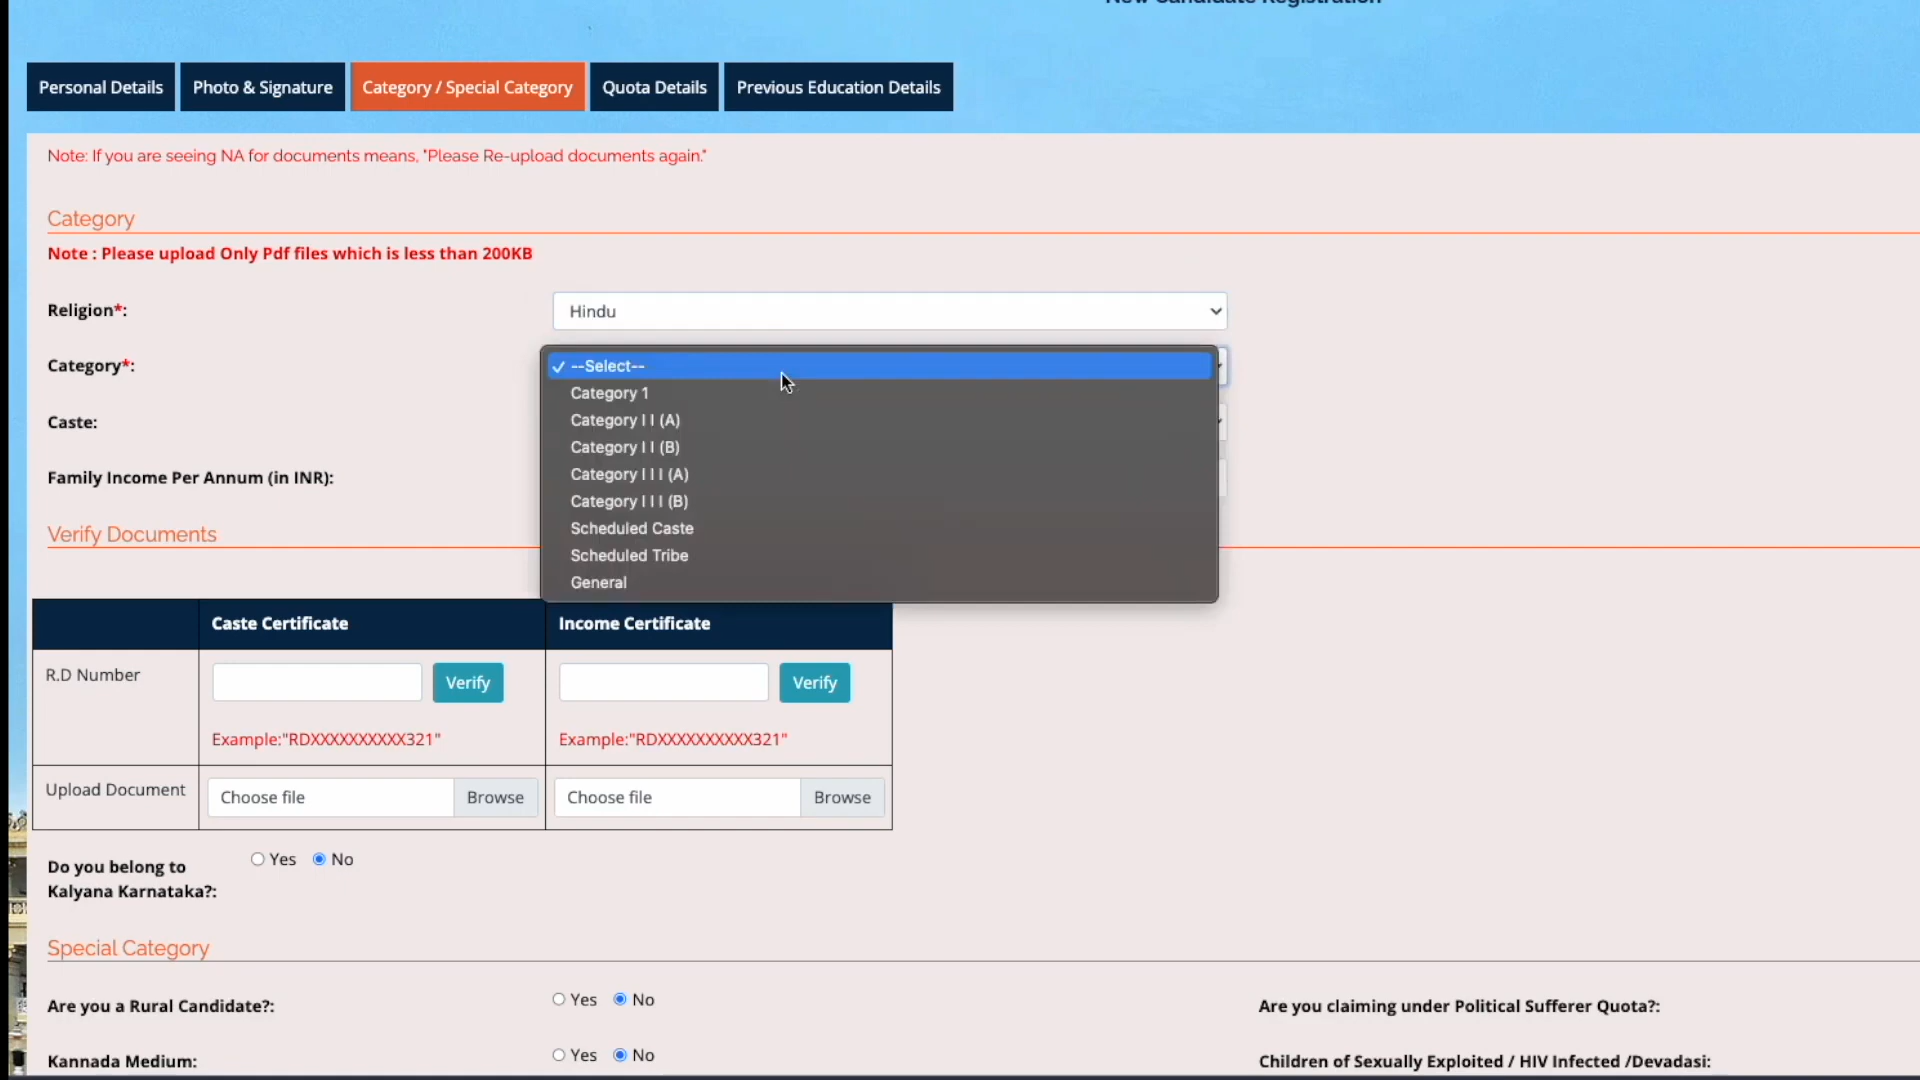 New Candidate Registration
Personal Details
Photo & Signature
Category / Special Category
Quota Details
Previous Education Details
Note: If you are seeing NA for documents means, "Please Re-upload documents again."
Category
Note : Please upload Only Pdf files which is less than 200KB
Religion*:
Hindu
Category*:
--Select--
Category 1
Category I I (A)
Category I I (B)
Category I I I (A)
Category I I I (B)
Scheduled Caste
Scheduled Tribe
General
Caste:
Family Income Per Annum (in INR):
Verify Documents
Caste Certificate
Income Certificate
R.D Number
Verify
Verify
Example:"RDXXXXXXXXXX321"
Example:"RDXXXXXXXXXX321"
Upload Document
Choose file
Browse
Choose file
Browse
Do you belong to
Kalyana Karnataka?:
Yes
No
Special Category
Are you a Rural Candidate?:
Yes
No
Are you claiming under Political Sufferer Quota?:
Kannada Medium:
Yes
No
Children of Sexually Exploited / HIV Infected /Devadasi: